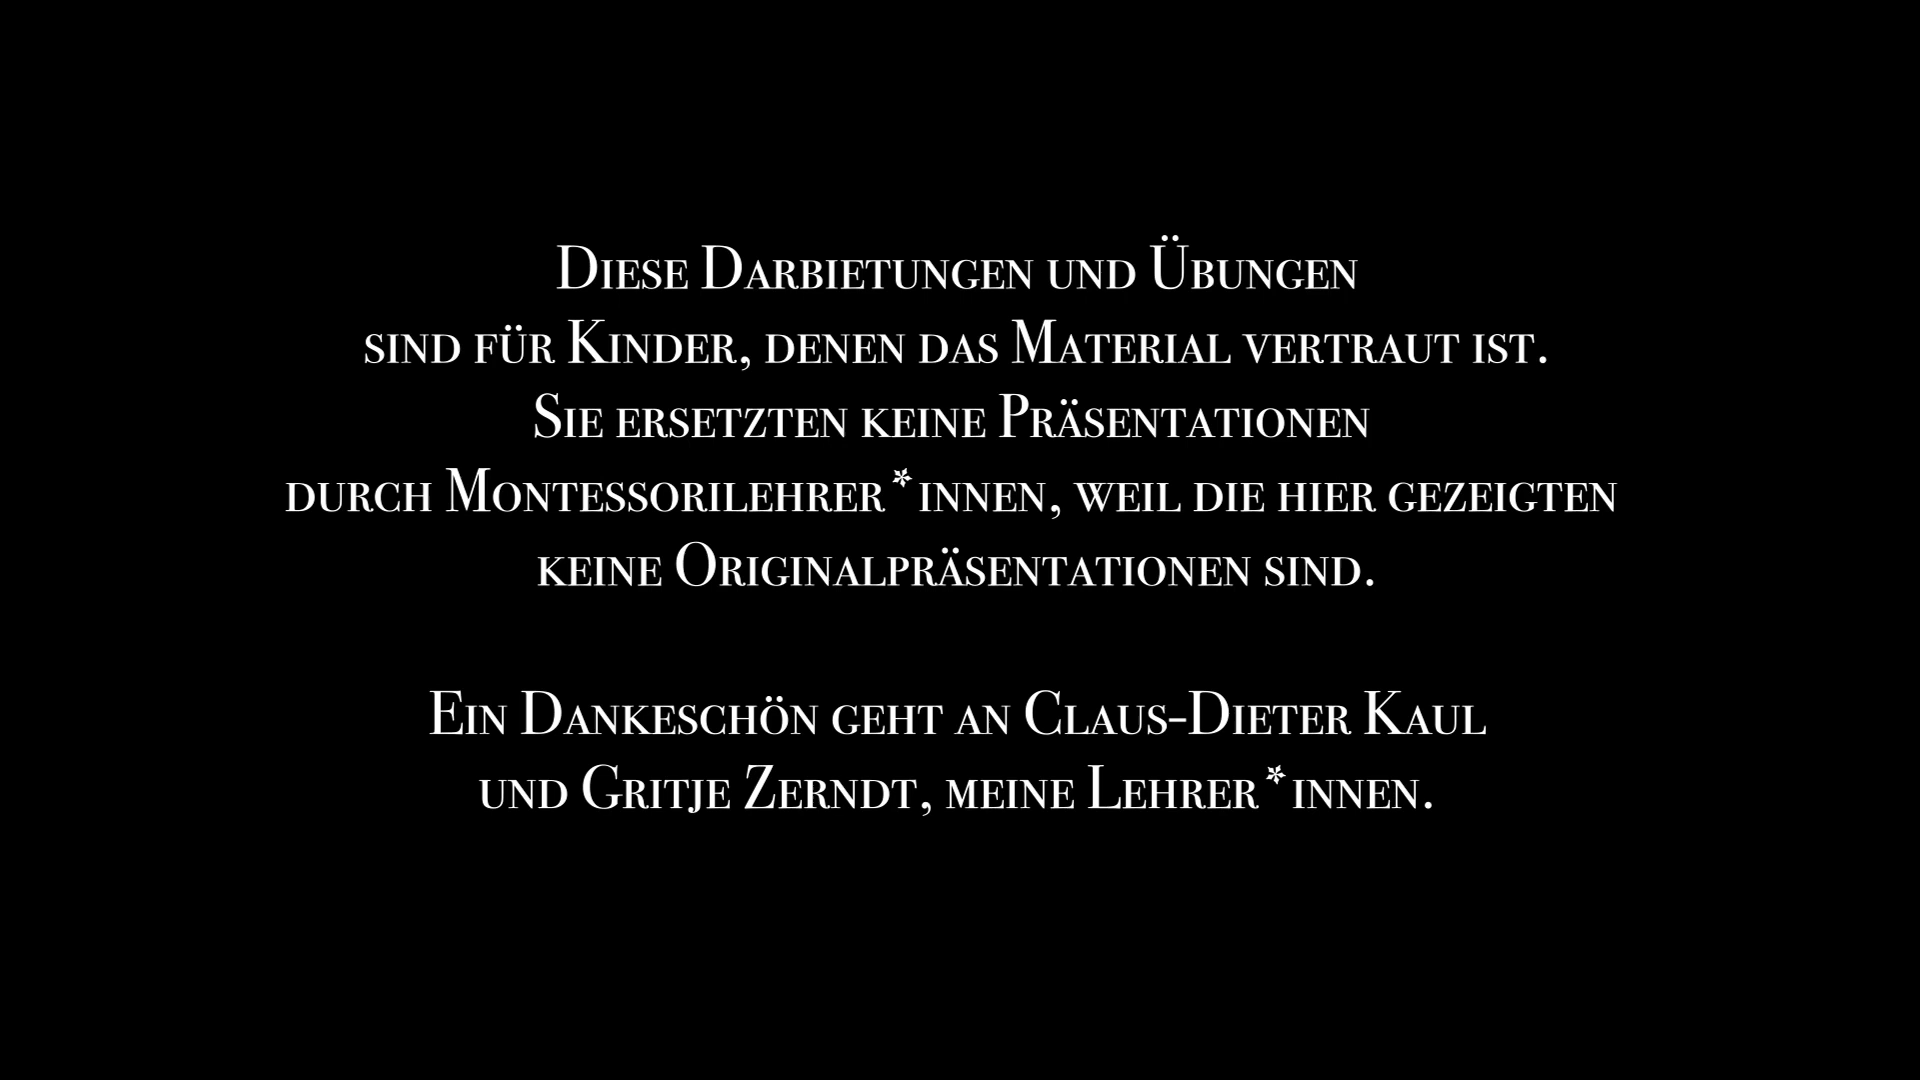 Diese Darbietungen und Übungen
sind für Kinder, denen das Material vertraut ist.
Sie ersetzten keine Präsentationen
durch Montessorilehrer*innen, weil die hier gezeigten
keine Originalpräsentationen sind.
Ein Dankeschön geht an Claus-Dieter Kaul
und Gritje Zerndt, meine Lehrer*innen.